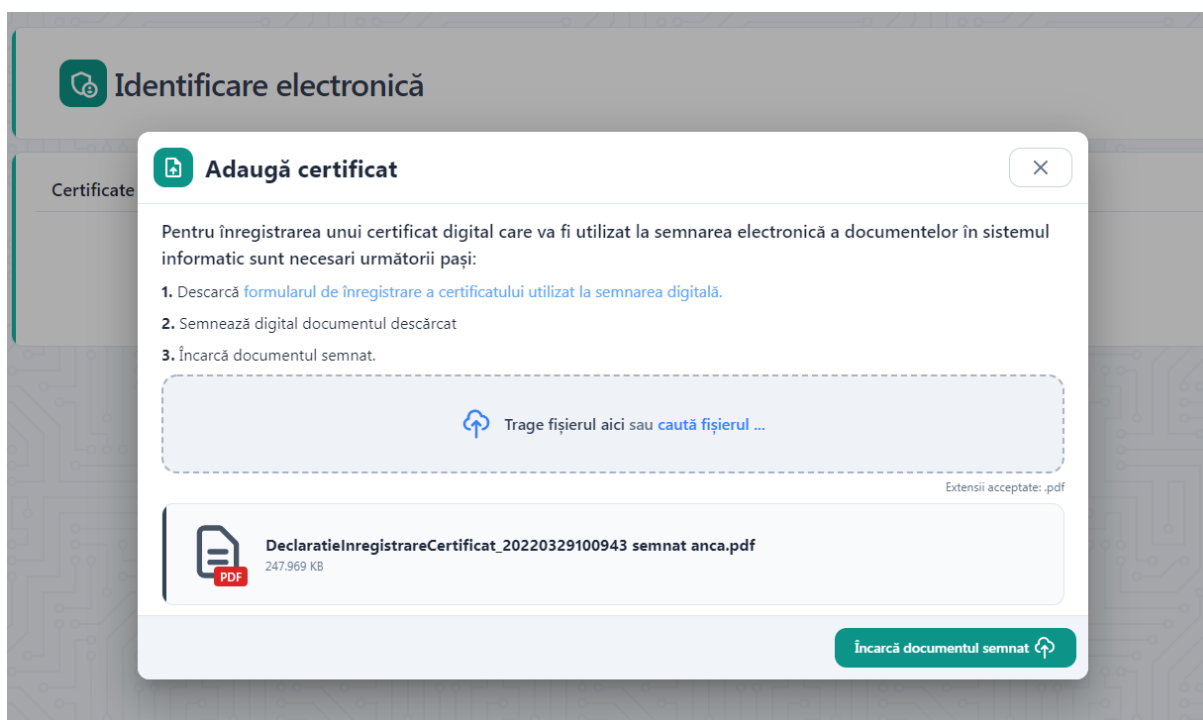 Identificare electronică
Adaugă certificat
Certificate
Pentru înregistrarea unui certificat digital care va fi utilizat la semnarea electronică a documentelor în sistemul
informatic sunt necesari următorii pași:
1. Descarcă formularul de înregistrare a certificatului utilizat la semnarea digitală.
2. Semnează digital documentul descărcat
3. Încarcă documentul semnat.
Trage fișierul aici sau caută fișierul ...
Extensii acceptate: .pdf
DeclaratieInregistrareCertificat_20220329100943 semnat anca.pdf
247.969 KB
PDF
Încarcă documentul semnat